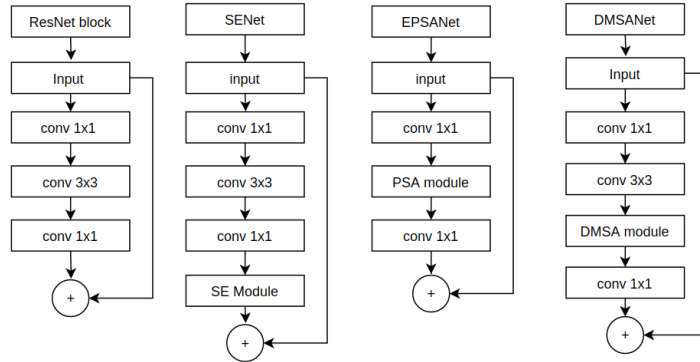 ResNet block
Input
conv 1x1
conv 3x3
conv 1x1
+
SENet
input
conv 1x1
conv 3x3
conv 1x1
SE Module
+
EPSANet
input
conv 1x1
PSA module
conv 1x1
+
DMSANet
Input
conv 1x1
conv 3x3
DMSA module
conv 1x1
+